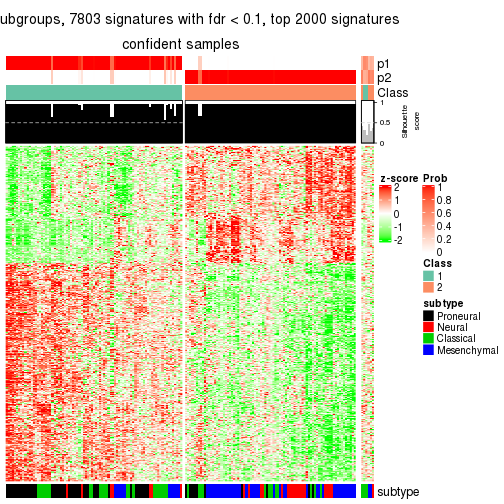 ubgroups, 7803 signatures with fdr < 0.1, top 2000 signatures
confident samples
p1
p2
Class
1
0.5
0
Silhouette
score
z-score
2
1
0
-1
-2
Prob
1
0.8
0.6
0.4
0.2
0
Class
1
2
subtype
Proneural
Neural
Classical
Mesenchymal
subtype